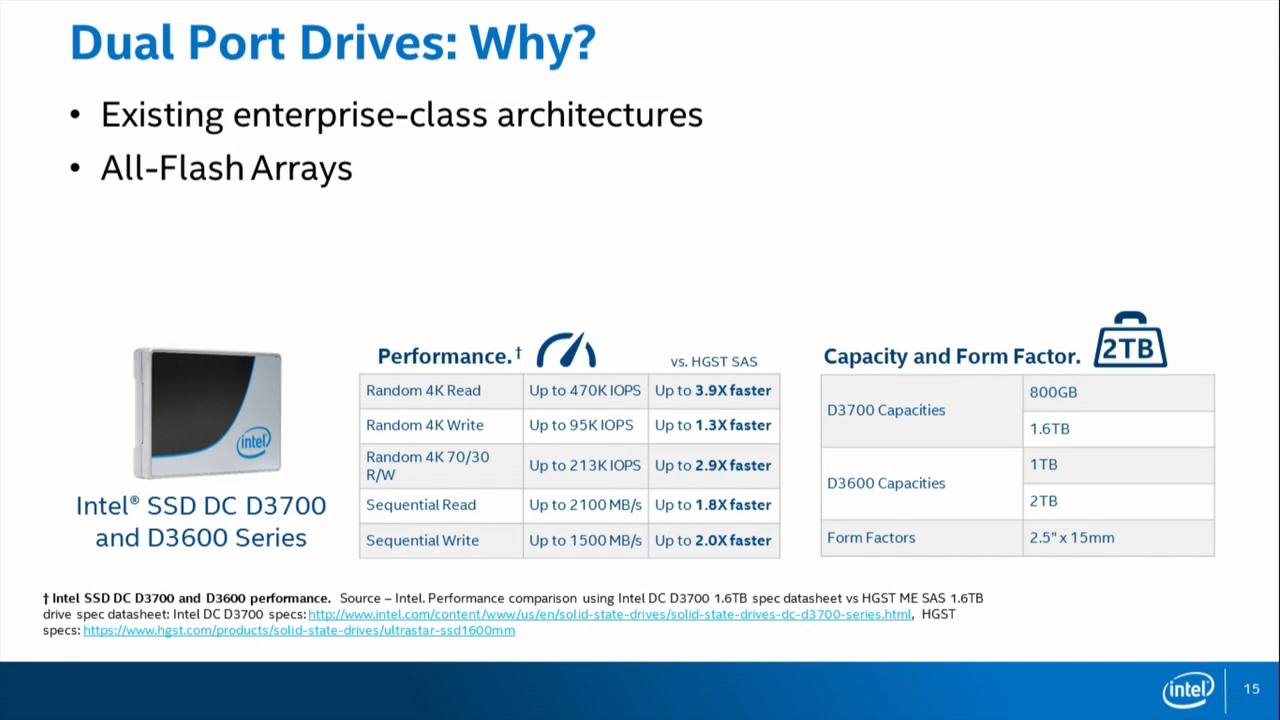 Dual Port Drives: Why?
• Existing enterprise-class architectures
• All-Flash Arrays
intel
Intel® SSD DC D3700
and D3600 Series
Performance.†
vs. HGST SAS
Random 4K Read Up to 470K IOPS Up to 3.9X faster
Random 4K Write Up to 95K IOPS Up to 1.3X faster
Random 4K 70/30
R/W Up to 213K IOPS Up to 2.9X faster
Sequential Read Up to 2100 MB/s Up to 1.8X faster
Sequential Write Up to 1500 MB/s Up to 2.0X faster
Capacity and Form Factor.
2TB
D3700 Capacities
800GB
1.6TB
D3600 Capacities
1TB
2TB
Form Factors 2.5" x 15mm
† Intel SSD DC D3700 and D3600 performance. Source – Intel. Performance comparison using Intel DC D3700 1.6TB spec datasheet vs HGST ME SAS 1.6TB
drive spec datasheet: Intel DC D3700 specs: http://www.intel.com/content/www/us/en/solid-state-drives/solid-state-drives-dc-d3700-series.html, HGST
specs: https://www.hgst.com/products/solid-state-drives/ultrastar-ssd1600mm
intel
15